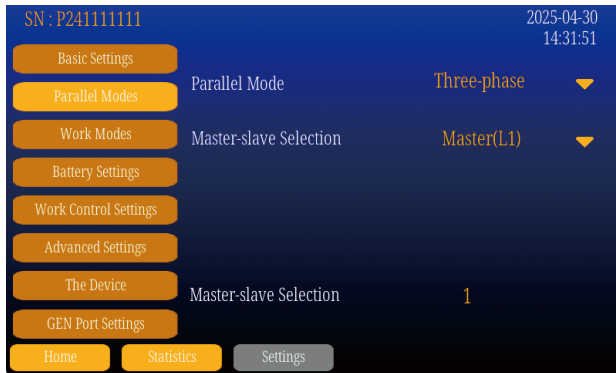 SN : P241111111
2025-04-30
14:31:51
Basic Settings
Parallel Modes
Work Modes
Battery Settings
Work Control Settings
Advanced Settings
The Device
GEN Port Settings
Parallel Mode Three-phase
Master-slave Selection Master(L1)
Master-slave Selection 1
Home Statistics Settings